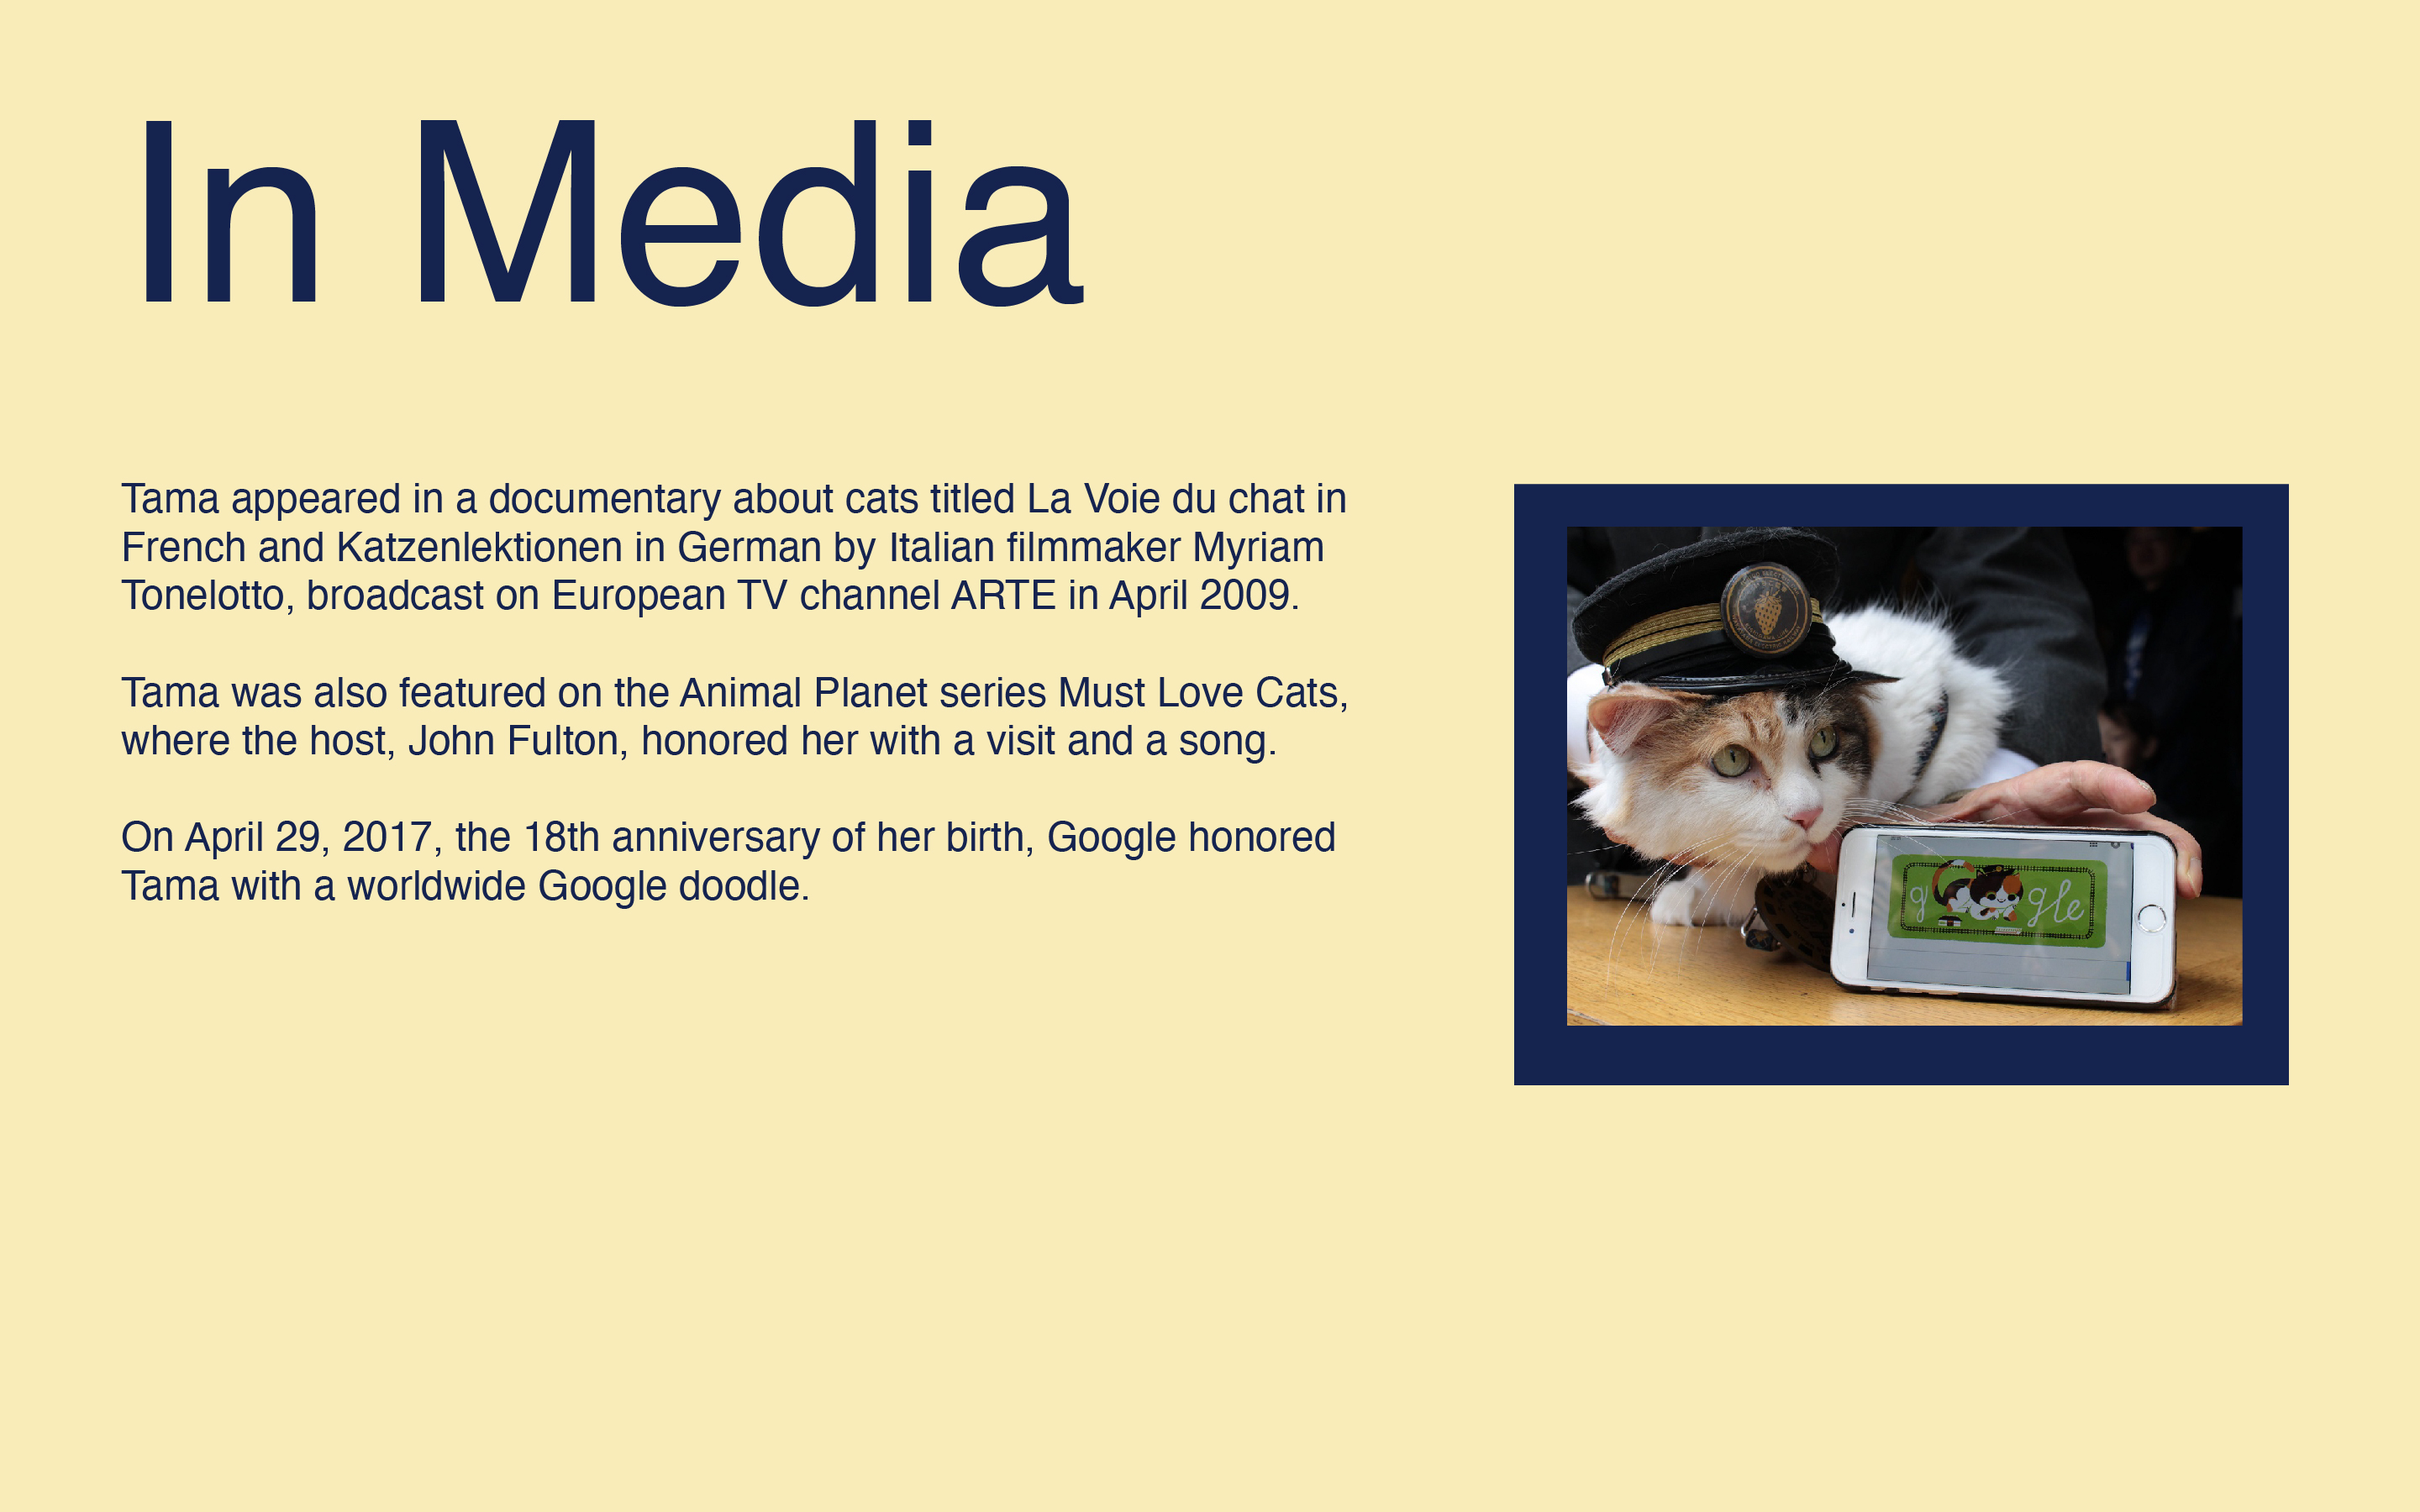 In Media
Tama appeared in a documentary about cats titled La Voie du chat in
French and Katzenlektionen in German by Italian filmmaker Myriam
Tonelotto, broadcast on European TV channel ARTE in April 2009.
Tama was also featured on the Animal Planet series Must Love Cats,
where the host, John Fulton, honored her with a visit and a song.
On April 29, 2017, the 18th anniversary of her birth, Google honored
Tama with a worldwide Google doodle.
g gle